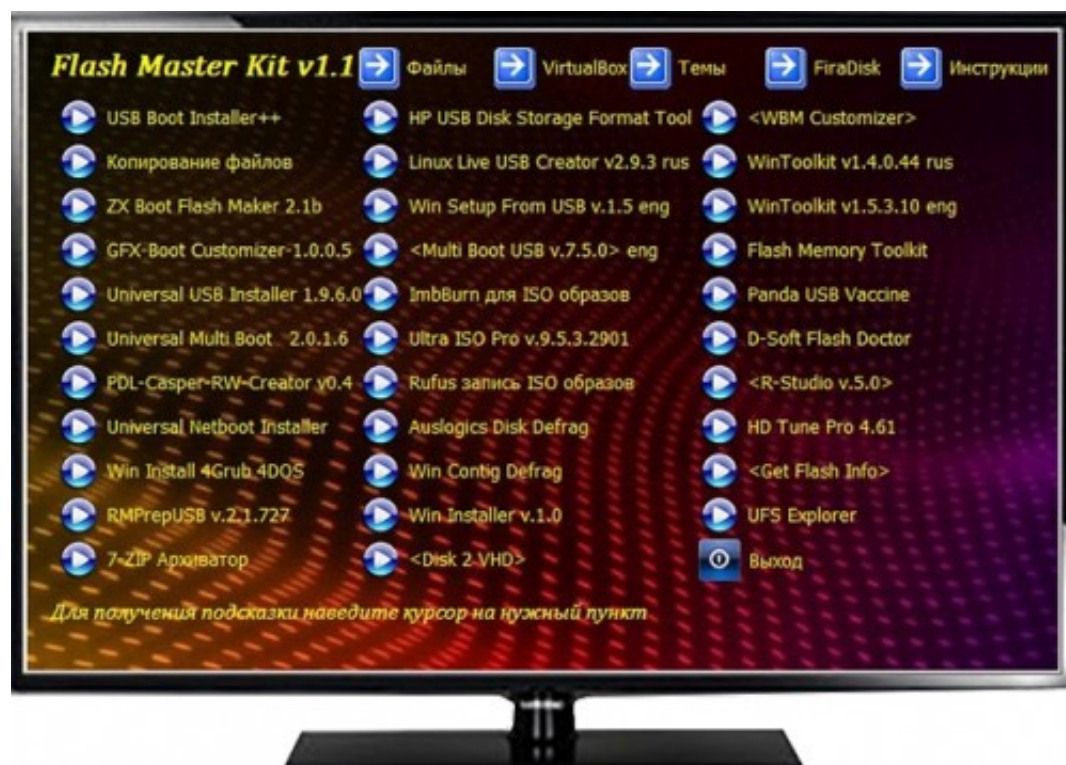 Flash Master Kit v1.1
Файлы
VirtualBox
Темы
FiraDisk
Инструкции
USB Boot Installer++
Копирование файлов
ZX Boot Flash Maker 2.1b
GFX-Boot Customizer-1.0.0.5
Universal USB Installer 1.9.6.0
Universal Multi Boot 2.0.1.6
PDL-Casper-RW-Creator v0.4
Universal Netboot Installer
Win Install 4Grub 4DOS
RMPrepUSB v.2.1.727
7-ZIP Архиватор
HP USB Disk Storage Format Tool
Linux Live USB Creator v2.9.3 rus
Win Setup From USB v.1.5 eng
<Multi Boot USB v.7.5.0> eng
ImbBurn для ISO образов
Ultra ISO Pro v.9.5.3.2901
Rufus запись ISO образов
Auslogics Disk Defrag
Win Contig Defrag
Win Installer v.1.0
<Disk 2 VHD>
<WBM Customizer>
WinToolkit v1.4.0.44 rus
WinToolkit v1.5.3.10 eng
Flash Memory Toolkit
Panda USB Vaccine
D-Soft Flash Doctor
<R-Studio v.5.0>
HD Tune Pro 4.61
<Get Flash Info>
UFS Explorer
Выход
Для получения подсказки наведите курсор на нужный пункт